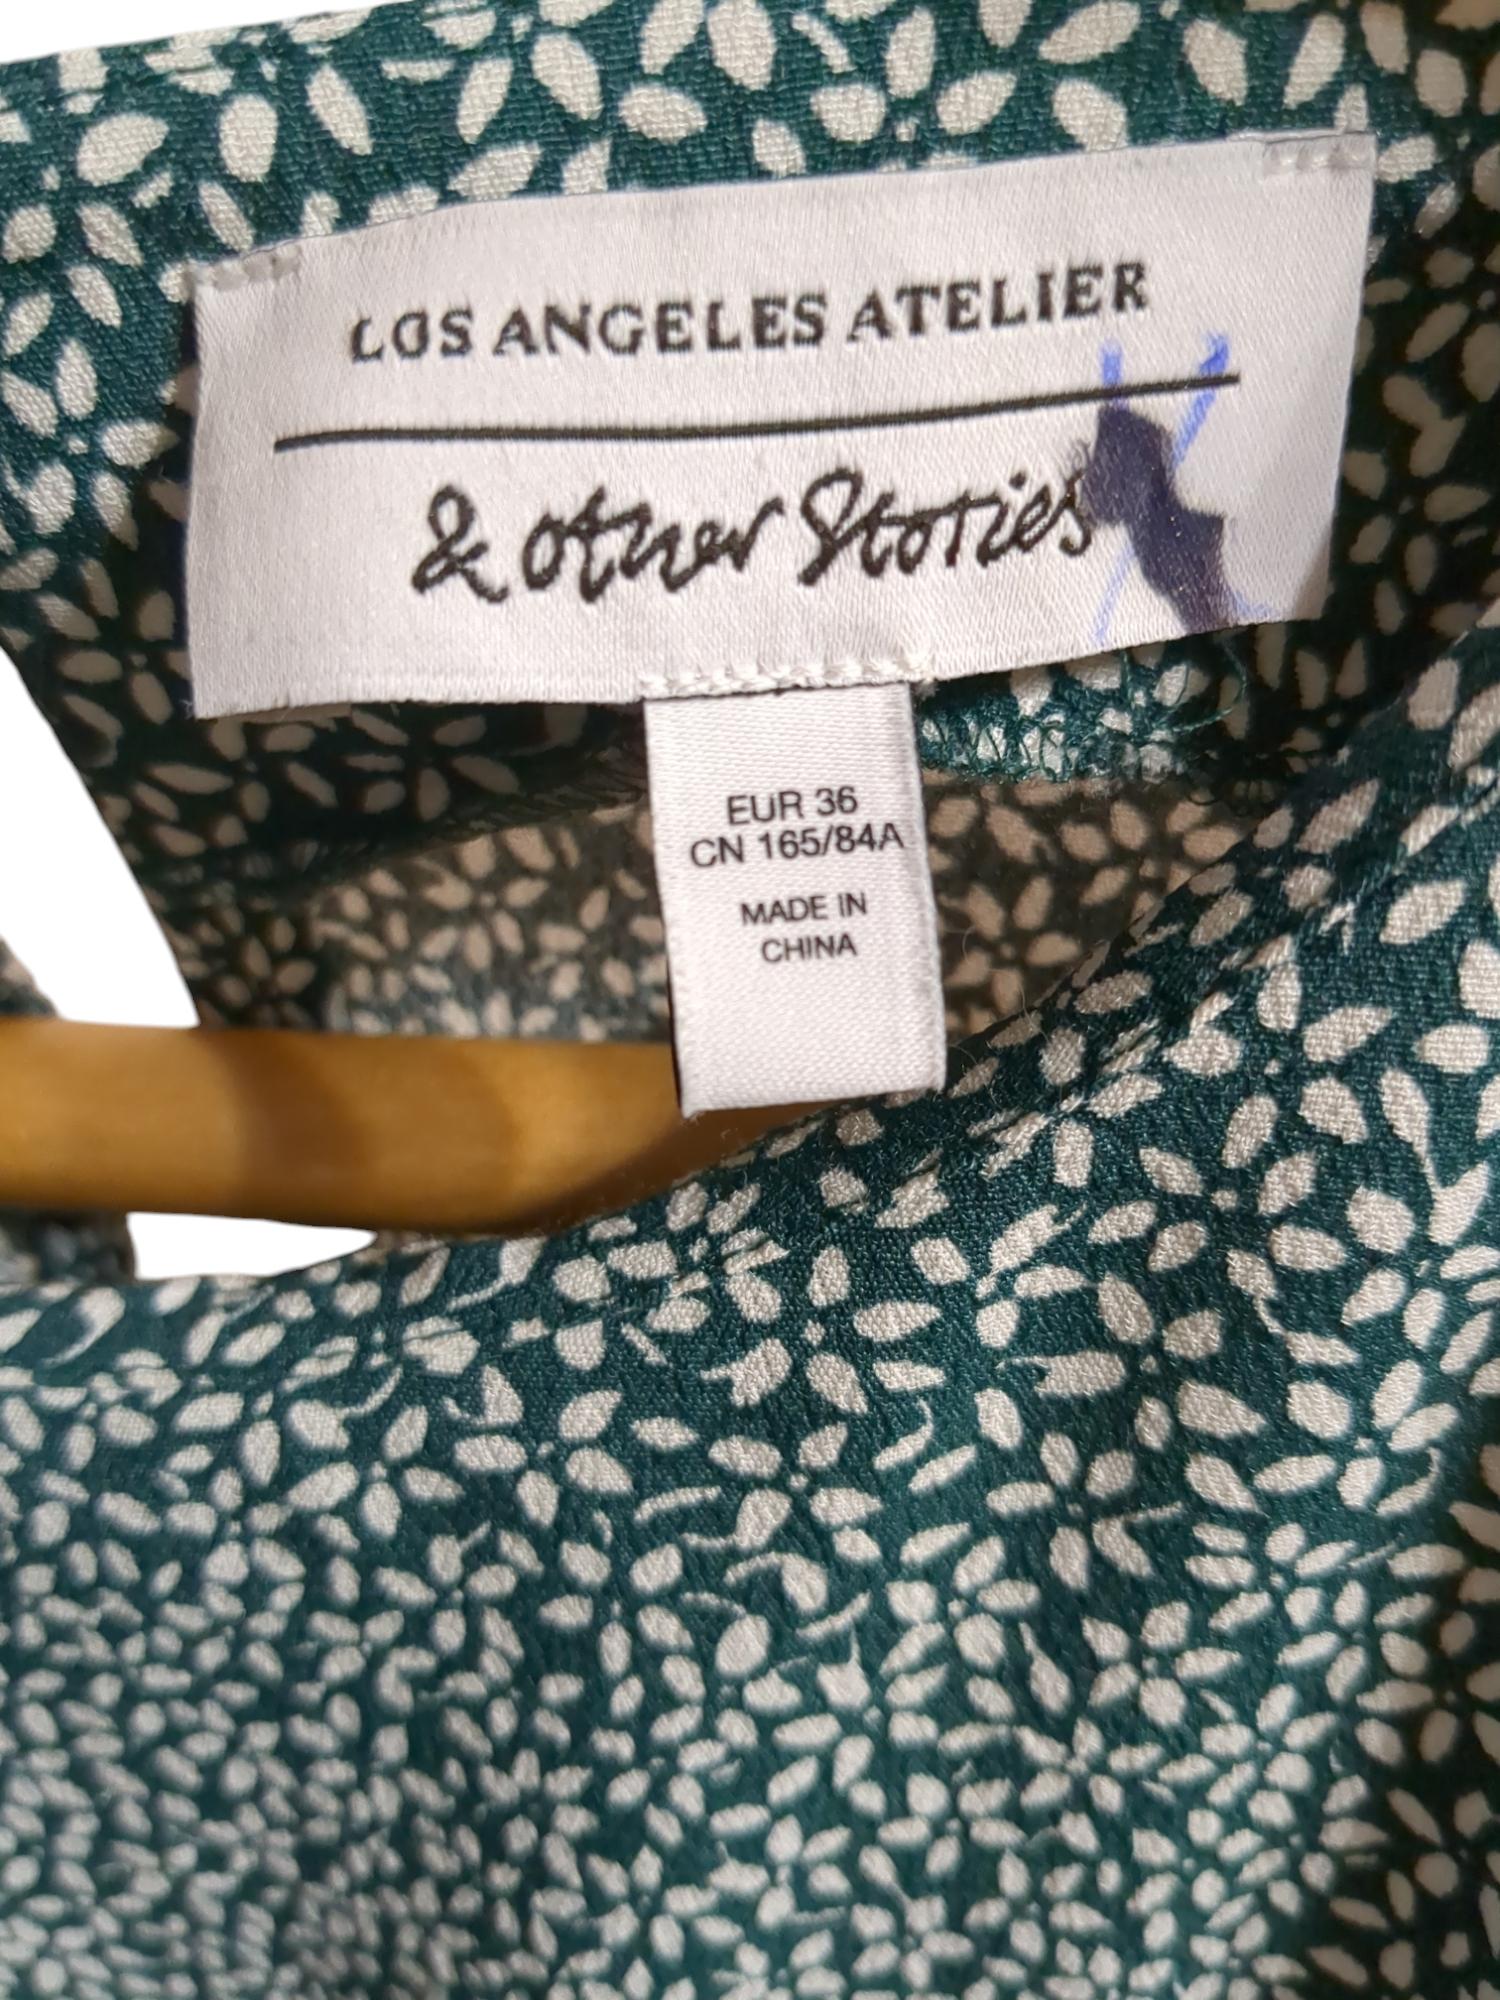 LOS ANGELES ATELIER
& other Stories
EUR 36
CN 165/84A
MADE IN
CHINA